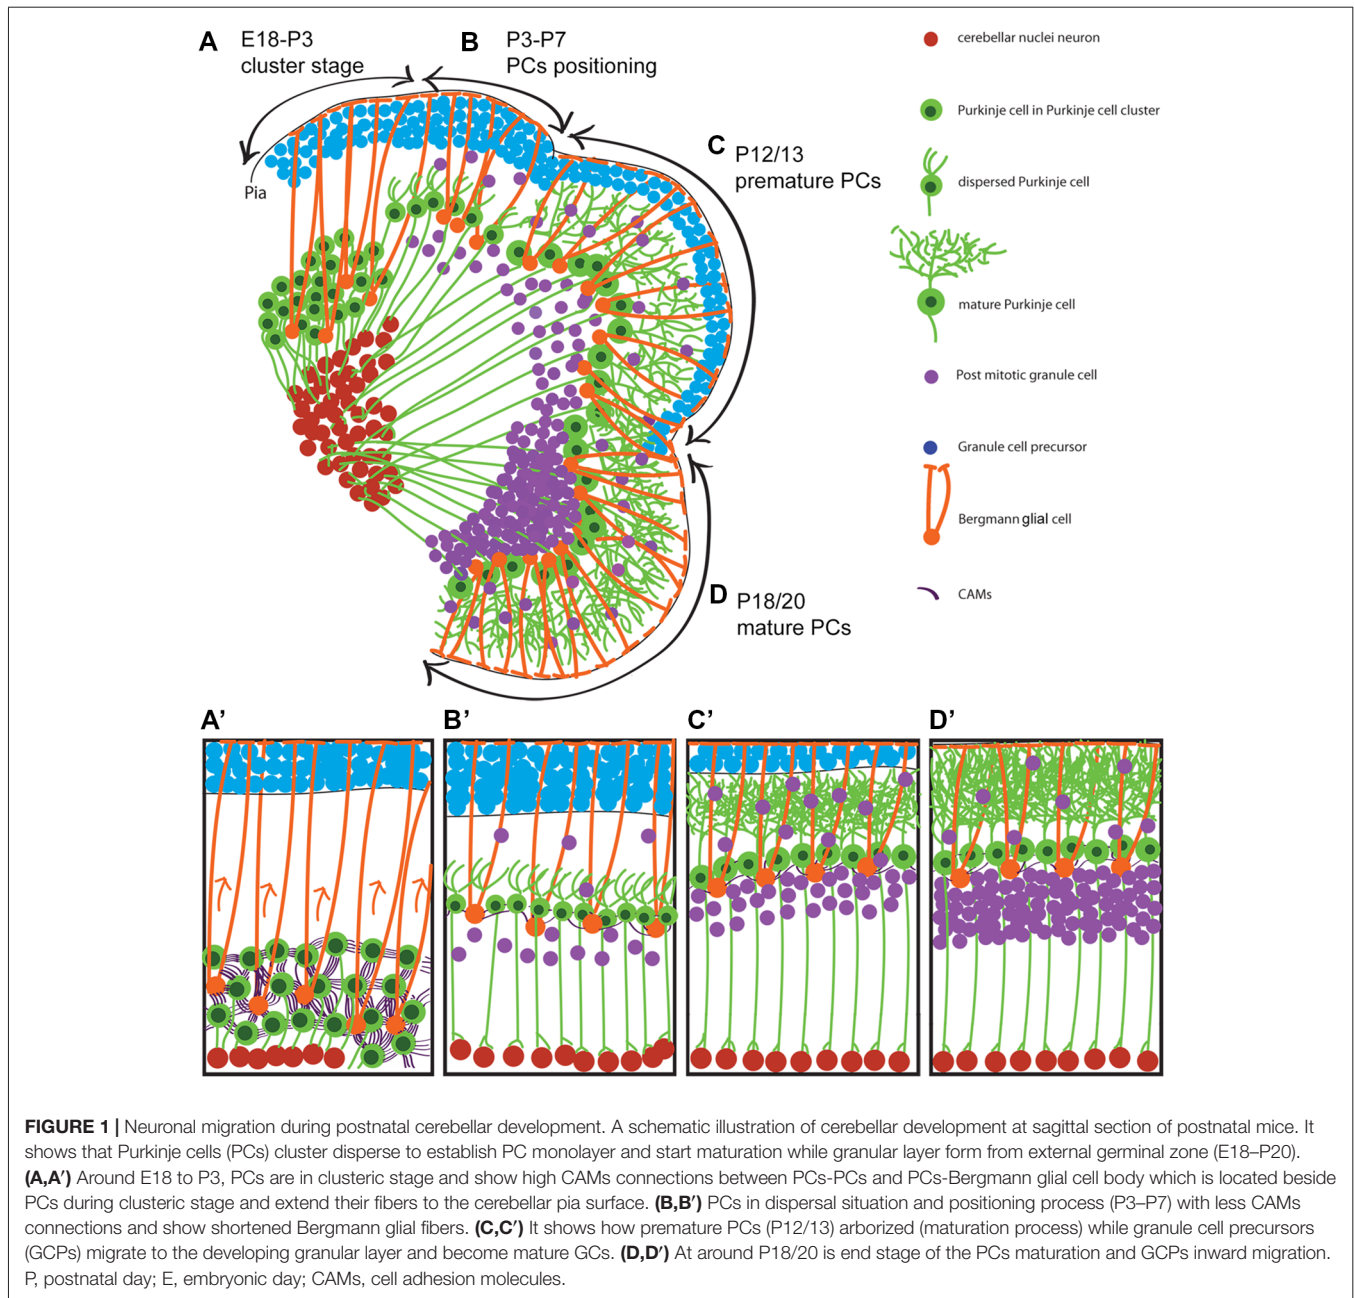 A
E18-P3
cluster stage
B
P3-P7
PCs positioning
C
P12/13
premature PCs
Pia
D
P18/20
mature PCs
cerebellar nuclei neuron
Purkinje cell in Purkinje cell cluster
dispersed Purkinje cell
mature Purkinje cell
Post mitotic granule cell
Granule cell precursor
Bergmann glial cell
CAMs
A’
B’
C’
D’
FIGURE 1 | Neuronal migration during postnatal cerebellar development. A schematic illustration of cerebellar development at sagittal section of postnatal mice. It
shows that Purkinje cells (PCs) cluster disperse to establish PC monolayer and start maturation while granular layer form from external germinal zone (E18–P20).
(A,A′) Around E18 to P3, PCs are in clusteric stage and show high CAMs connections between PCs-PCs and PCs-Bergmann glial cell body which is located beside
PCs during clusteric stage and extend their fibers to the cerebellar pia surface. (B,B′) PCs in dispersal situation and positioning process (P3–P7) with less CAMs
connections and show shortened Bergmann glial fibers. (C,C′) It shows how premature PCs (P12/13) arborized (maturation process) while granule cell precursors
(GCPs) migrate to the developing granular layer and become mature GCs. (D,D′) At around P18/20 is end stage of the PCs maturation and GCPs inward migration.
P, postnatal day; E, embryonic day; CAMs, cell adhesion molecules.